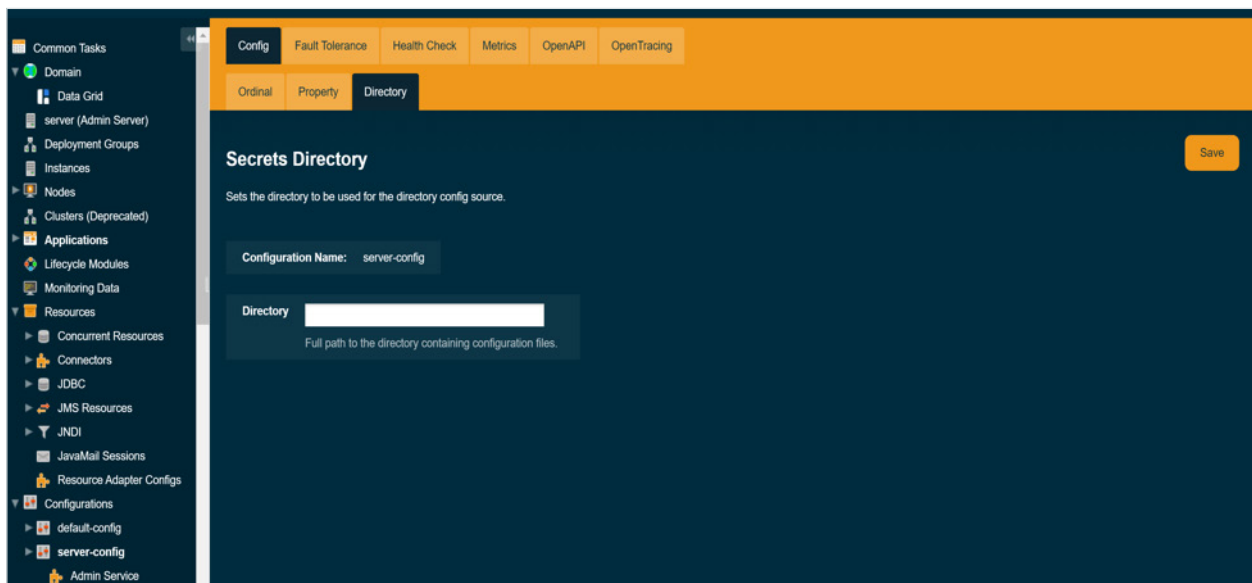 Common Tasks
Domain
Data Grid
server (Admin Server)
Deployment Groups
Instances
Nodes
Clusters (Deprecated)
Applications
Lifecycle Modules
Monitoring Data
Resources
Concurrent Resources
Connectors
JDBC
JMS Resources
JNDI
JavaMail Sessions
Resource Adapter Configs
Configurations
default-config
server-config
Admin Service
Config Fault Tolerance Health Check Metrics OpenAPI OpenTracing
Ordinal Property Directory
Secrets Directory
Save
Sets the directory to be used for the directory config source.
Configuration Name: server-config
Directory
Full path to the directory containing configuration files.